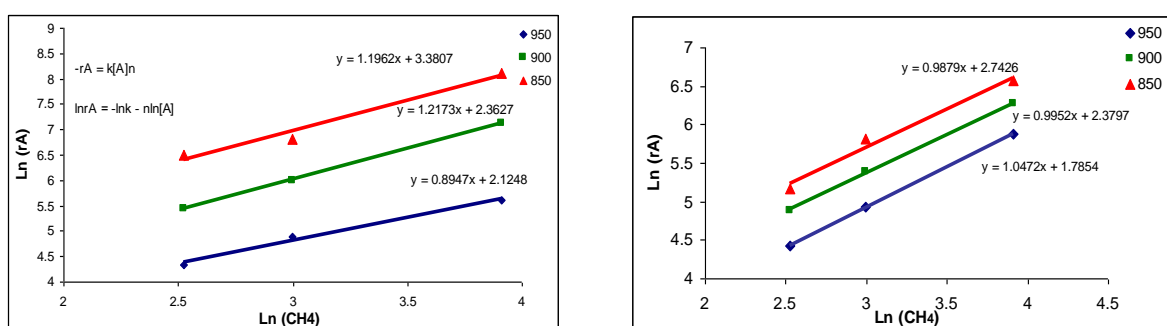 Ln (rA)
9
8.5
8
7.5
7
6.5
6
5.5
5
4.5
4
2
2.5
3
3.5
4
Ln (CH4)
-rA = k[A]n
lnrA = -lnk - nln[A]
y = 1.1962x + 3.3807
y = 1.2173x + 2.3627
y = 0.8947x + 2.1248
950
900
850
Ln (rA)
7
6.5
6
5.5
5
4.5
4
2
2.5
3
3.5
4
4.5
Ln (CH4)
y = 0.9879x + 2.7426
y = 0.9952x + 2.3797
y = 1.0472x + 1.7854
950
900
850